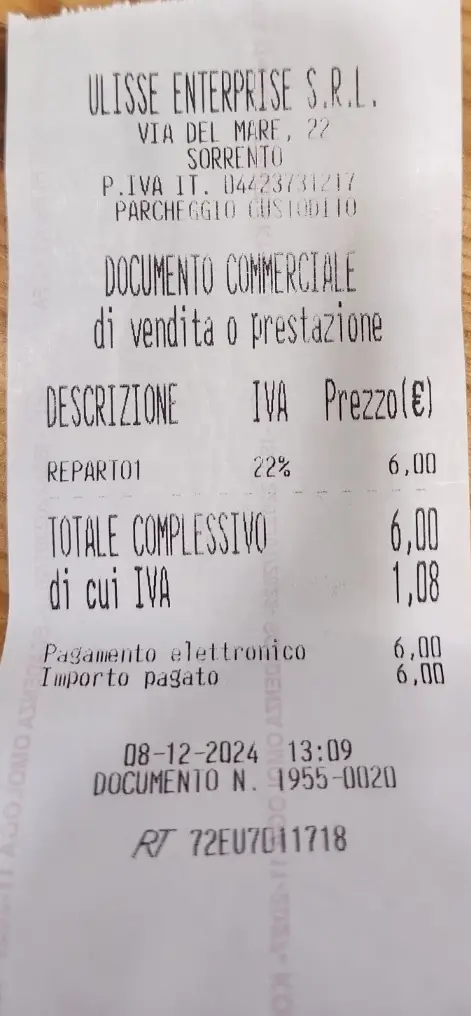 ULISSE ENTERPRISE S.R.L.
VIA DEL MARE, 22
SORRENTO
P.IVA IT. 04423731217
PARCHEGGIO CUSTODITO
DOCUMENTO COMMERCIALE
di vendita o prestazione
DESCRIZIONE IVA Prezzo(€)
REPARTO1 22% 6,00
TOTALE COMPLESSIVO 6,00
di cui IVA 1,08
Pagamento elettronico 6,00
Importo pagato 6,00
08-12-2024 13:09
DOCUMENTO N. 1955-0020
RT 72EU7011718